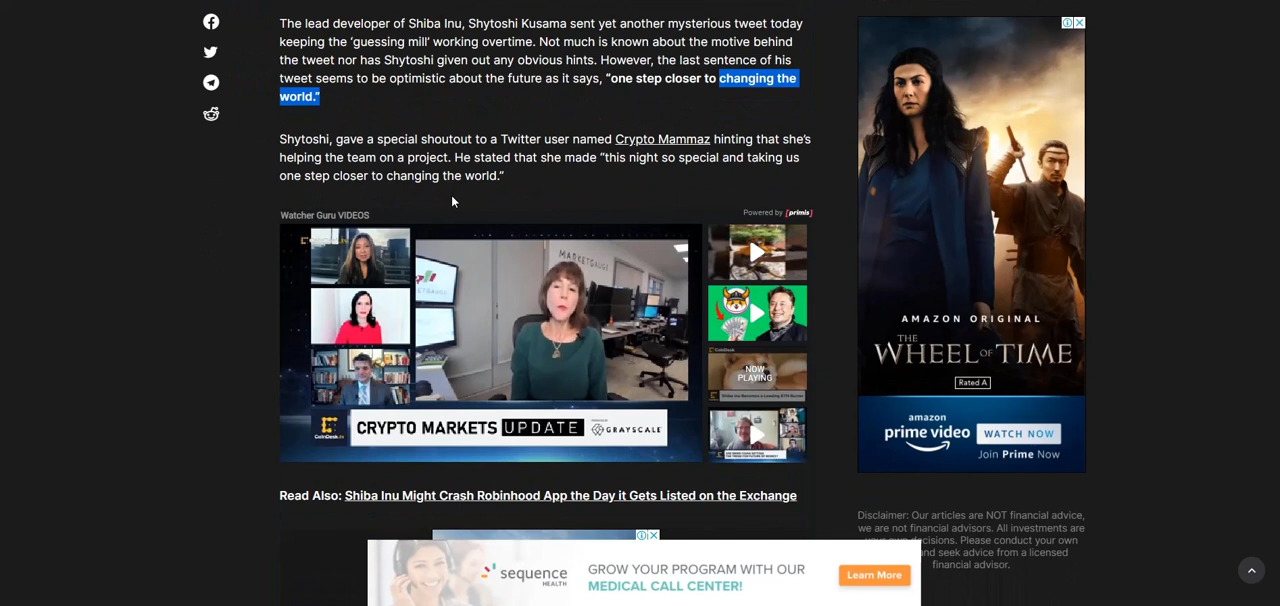 The lead developer of Shiba Inu, Shytoshi Kusama sent yet another mysterious tweet today
keeping the ‘guessing mill’ working overtime. Not much is known about the motive behind
the tweet nor has Shytoshi given out any obvious hints. However, the last sentence of his
tweet seems to be optimistic about the future as it says, “one step closer to changing the
world.”
Shytoshi, gave a special shoutout to a Twitter user named Crypto Mammaz hinting that she’s
helping the team on a project. He stated that she made “this night so special and taking us
one step closer to changing the world.”
Watcher Guru VIDEOS
Powered by [primis]
MARKETGAUGE
CRYPTO MARKETS UPDATE
GRAYSCALE
NOW
PLAYING
Read Also: Shiba Inu Might Crash Robinhood App the Day it Gets Listed on the Exchange
AMAZON ORIGINAL
THE
WHEEL OF TIME
Rated A
amazon
prime video
WATCH NOW
Join Prime Now
Disclaimer: Our articles are NOT financial advice,
we are not financial advisors. All investments are
your own decisions. Please conduct your own
and seek advice from a licensed
financial advisor.
sequence
HEALTH
GROW YOUR PROGRAM WITH OUR
MEDICAL CALL CENTER!
Learn More